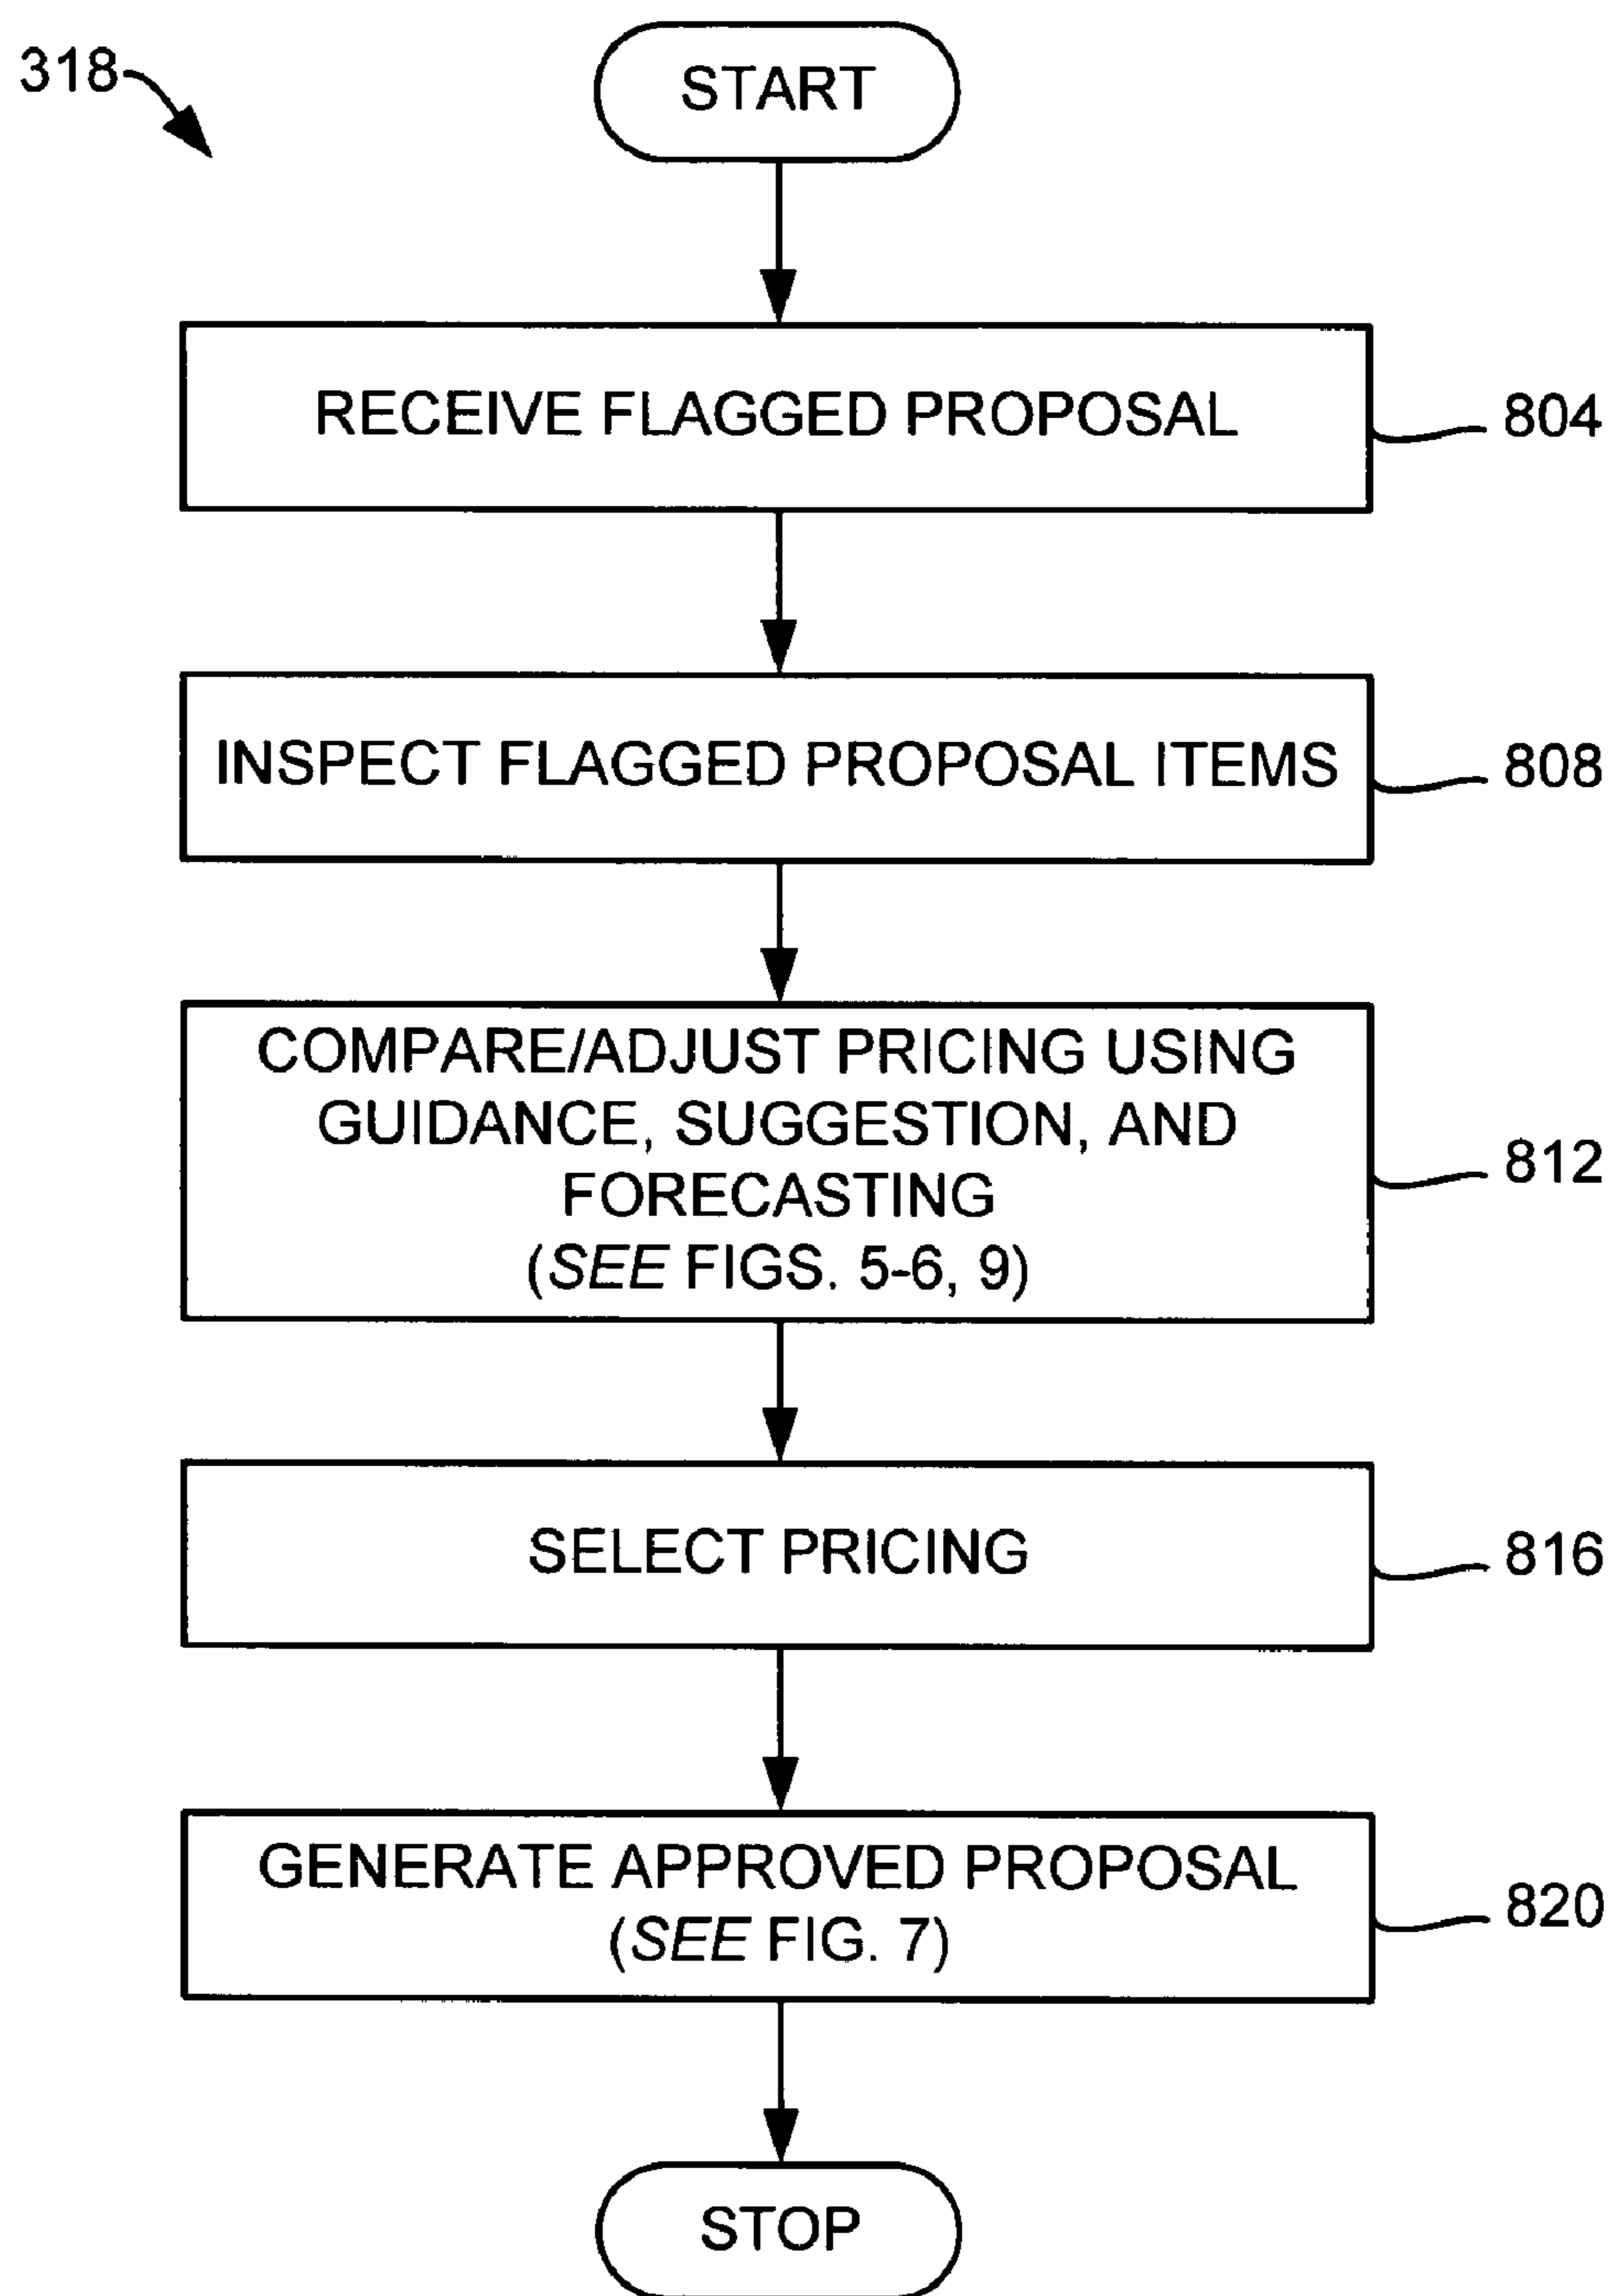 318
START
RECEIVE FLAGGED PROPOSAL
804
INSPECT FLAGGED PROPOSAL ITEMS
808
COMPARE/ADJUST PRICING USING
GUIDANCE, SUGGESTION, AND
FORECASTING
(SEE FIGS. 5-6, 9)
812
SELECT PRICING
816
GENERATE APPROVED PROPOSAL
(SEE FIG. 7)
820
STOP